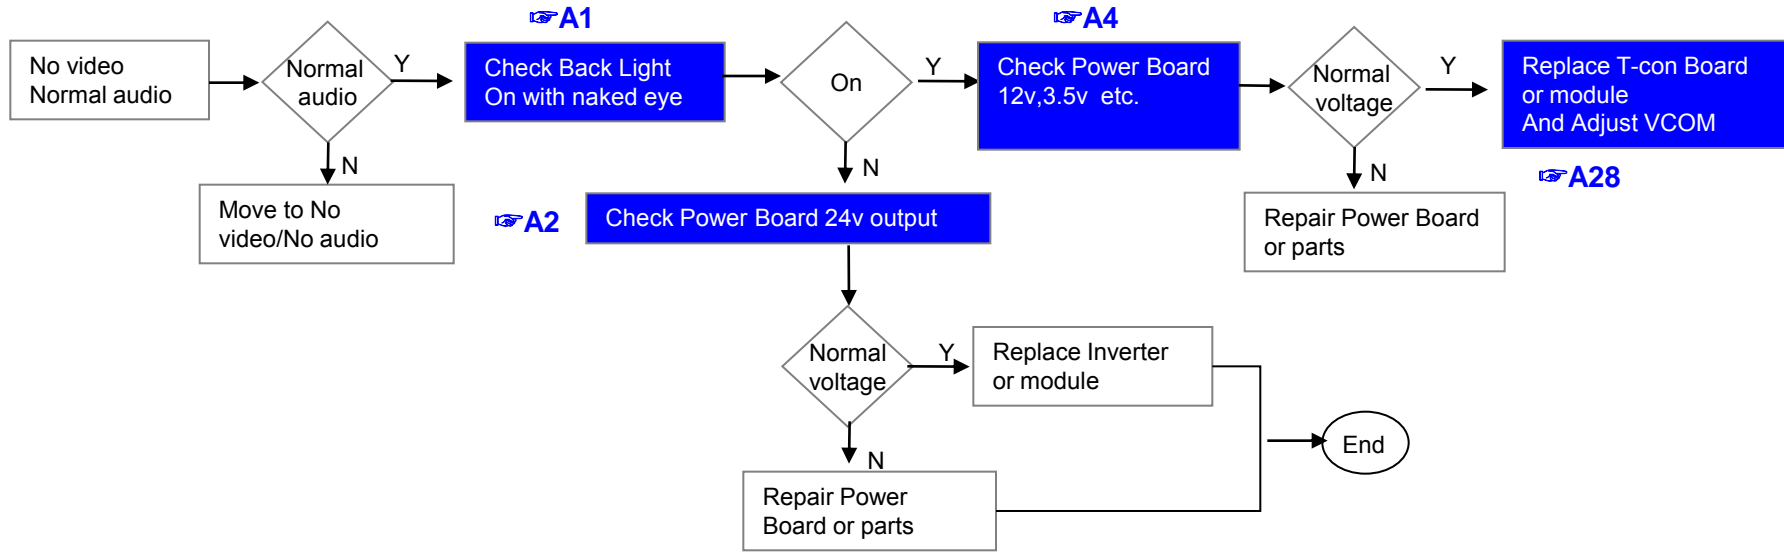 ☞A1
☞A4
No video
Normal audio
Normal
audio
Y
Check Back Light
On with naked eye
On
Y
Check Power Board
12v,3.5v etc.
Normal
voltage
Y
Replace T-con Board
or module
And Adjust VCOM
N
N
N
☞A28
Move to No
video/No audio
☞A2
Check Power Board 24v output
Repair Power Board
or parts
Normal
voltage
Y
Replace Inverter
or module
N
End
Repair Power
Board or parts